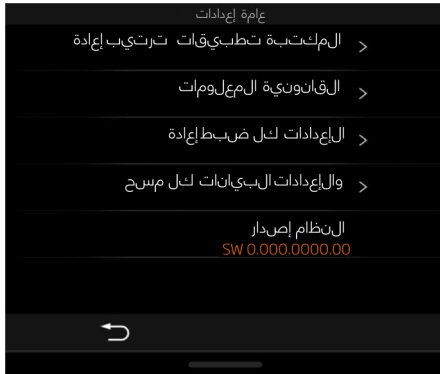 عامة إعدادات
المكتبة تطبيقات ترتيب إعادة
القانونية المعلومات
الإعدادات كل ضبط إعادة
والإعدادات البيانات كل مسح
النظام إصدار
SW 0.000.0000.00